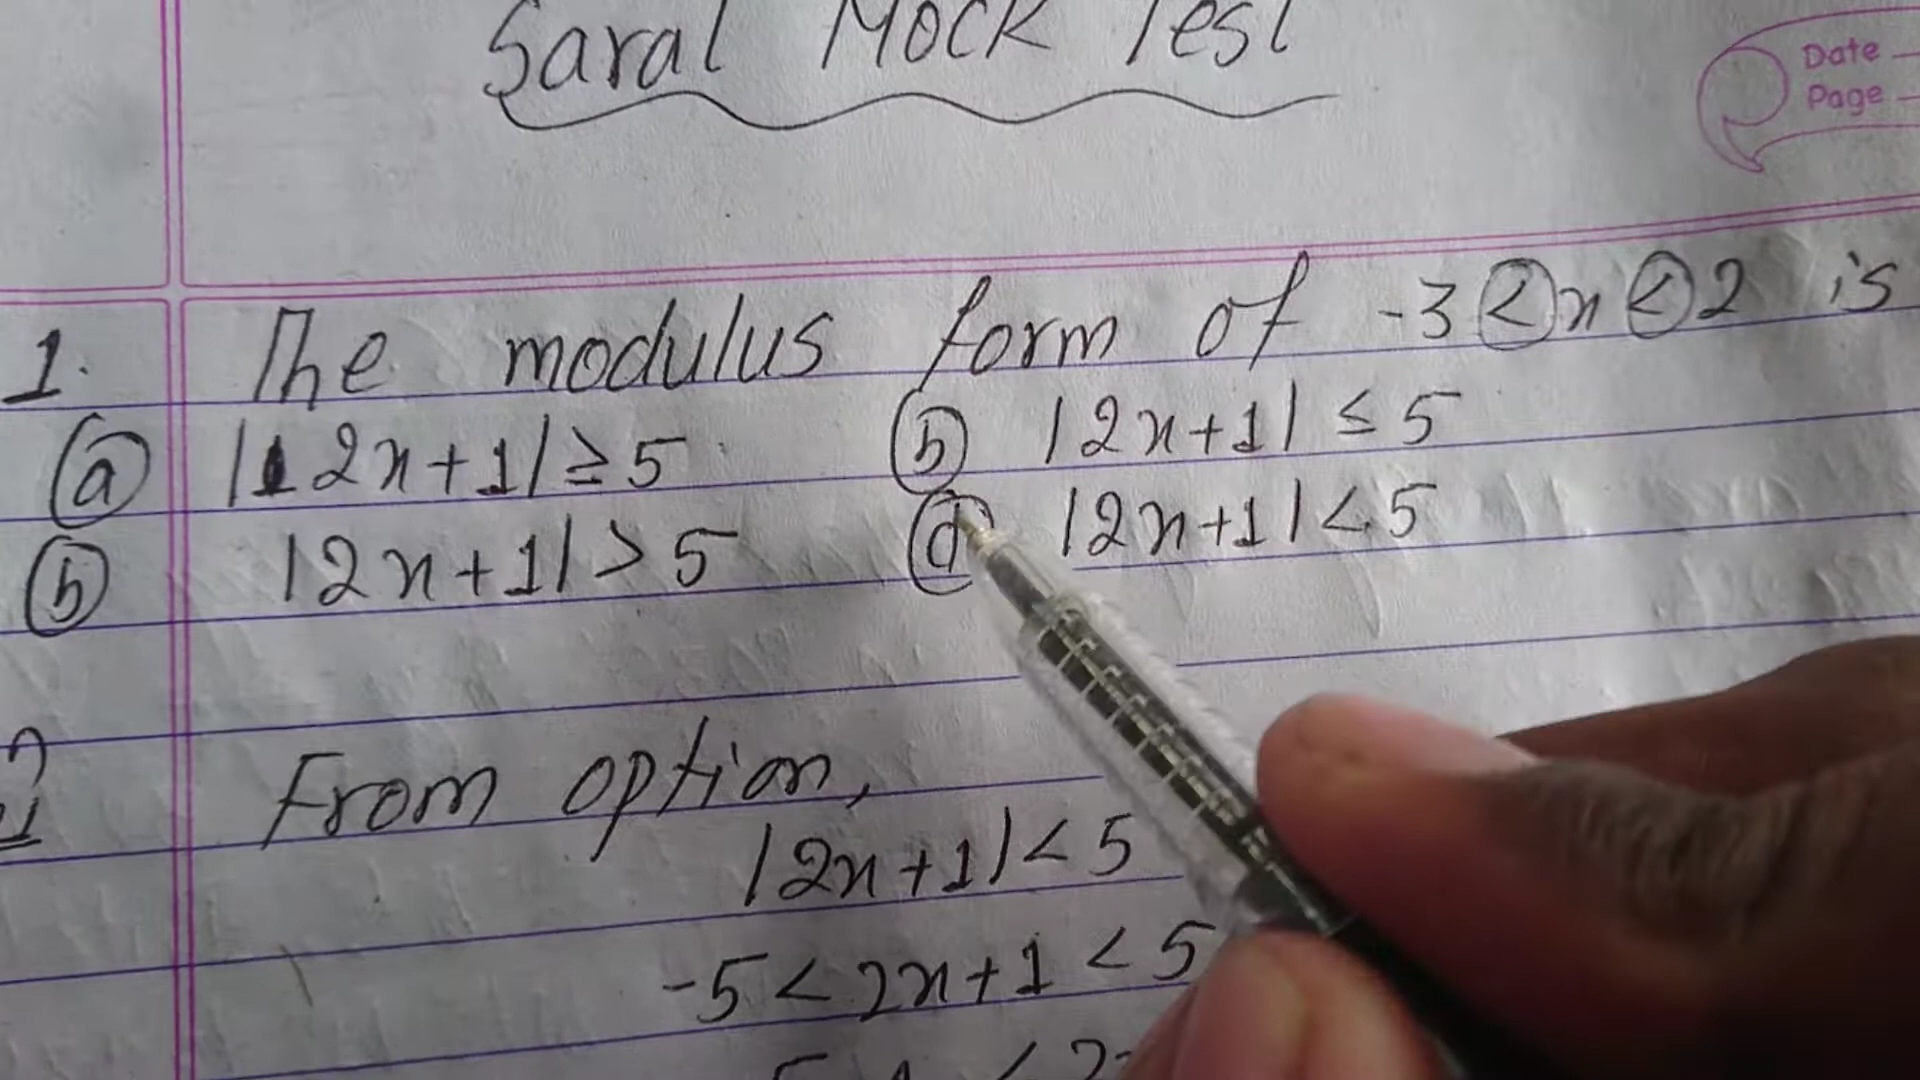 Saral Mock Test
Date
Page
1. The modulus form of -3 < x < 2 is
(a) |2x+1| ≥ 5 (b) |2x+1| ≤ 5
(b) |2x+1| > 5 (d) |2x+1| < 5
From option,
|2x+1| < 5
-5 < 2x+1 < 5